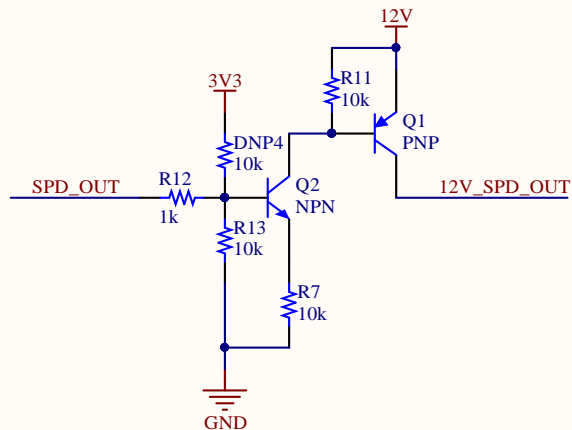 12V
R11
10k
Q1
PNP
3V3
DNP4
10k
Q2
NPN
SPD_OUT
R12
1k
12V_SPD_OUT
R13
10k
R7
10k
GND